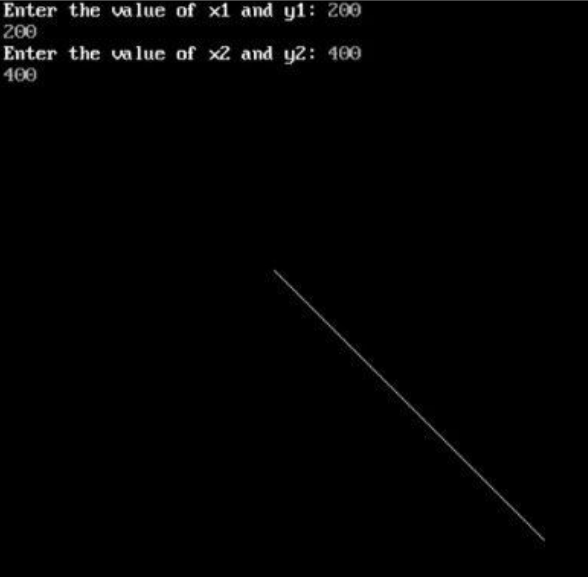 Enter the value of x1 and y1: 200
200
Enter the value of x2 and y2: 400
400